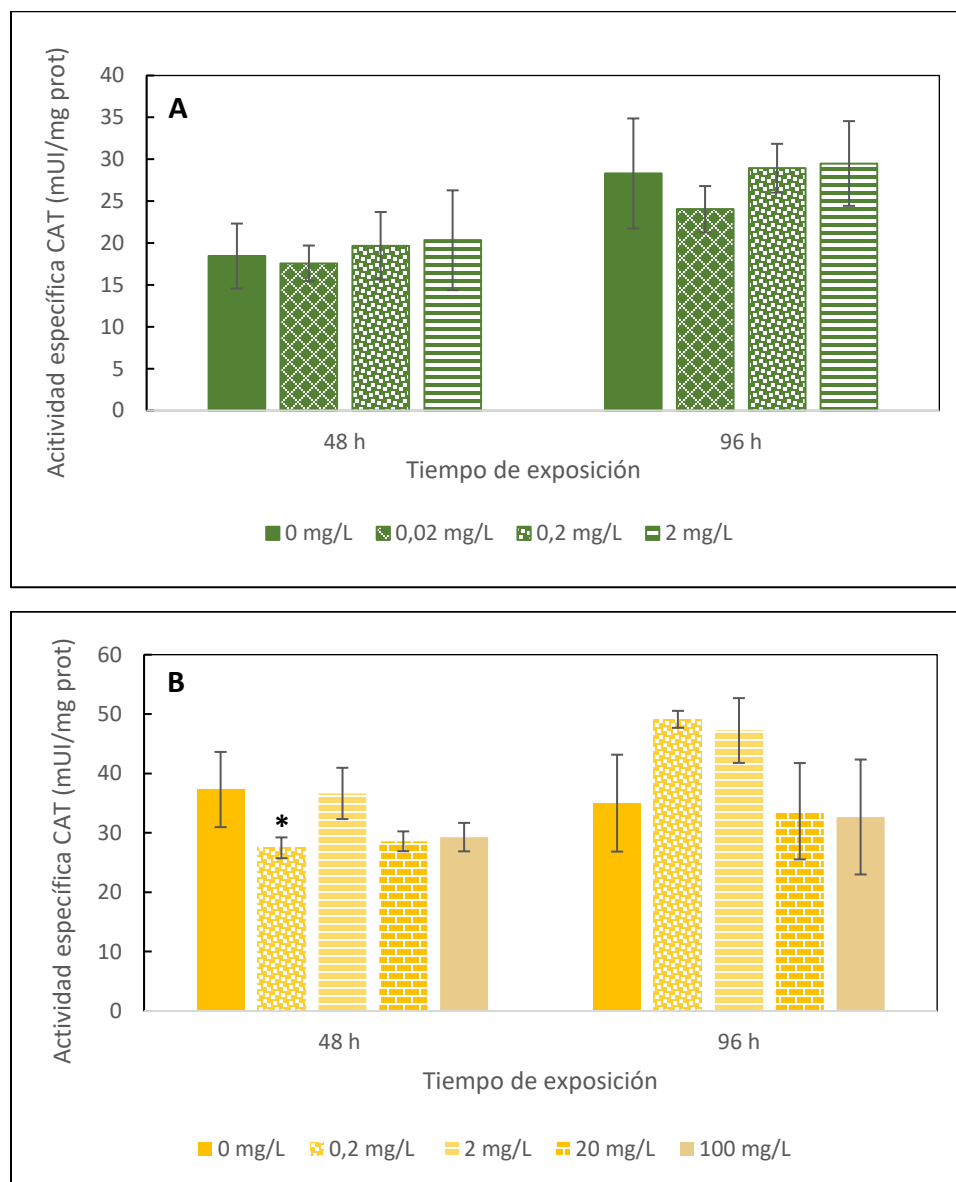 A
Acitividad específica CAT (mUI/mg prot)
40
35
30
25
20
15
10
5
0
48 h
96 h
Tiempo de exposición
0 mg/L
0,02 mg/L
0,2 mg/L
2 mg/L
B
Actividad específica CAT (mUI/mg prot)
60
50
40
30
20
10
0
*
48 h
96 h
Tiempo de exposición
0 mg/L
0,2 mg/L
2 mg/L
20 mg/L
100 mg/L